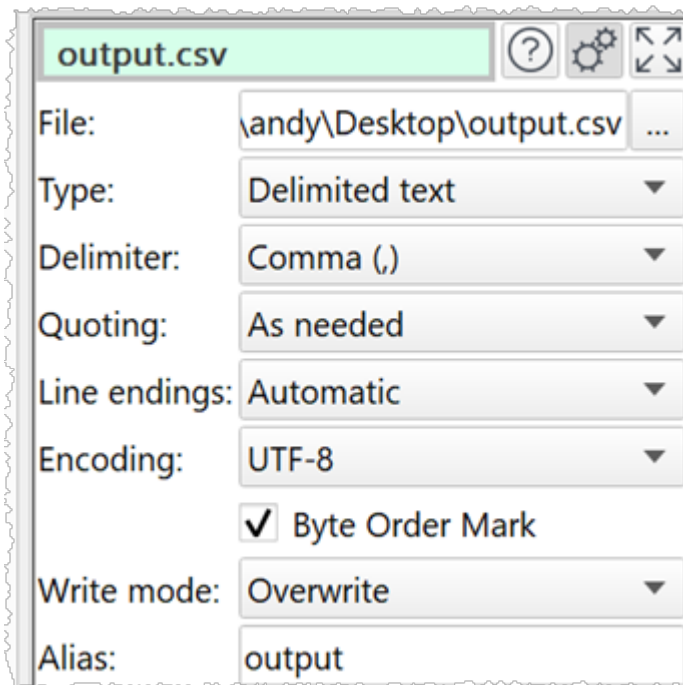 output.csv
File: \andy\Desktop\output.csv ...
Type: Delimited text
Delimiter: Comma (,)
Quoting: As needed
Line endings: Automatic
Encoding: UTF-8
Byte Order Mark
Write mode: Overwrite
Alias: output